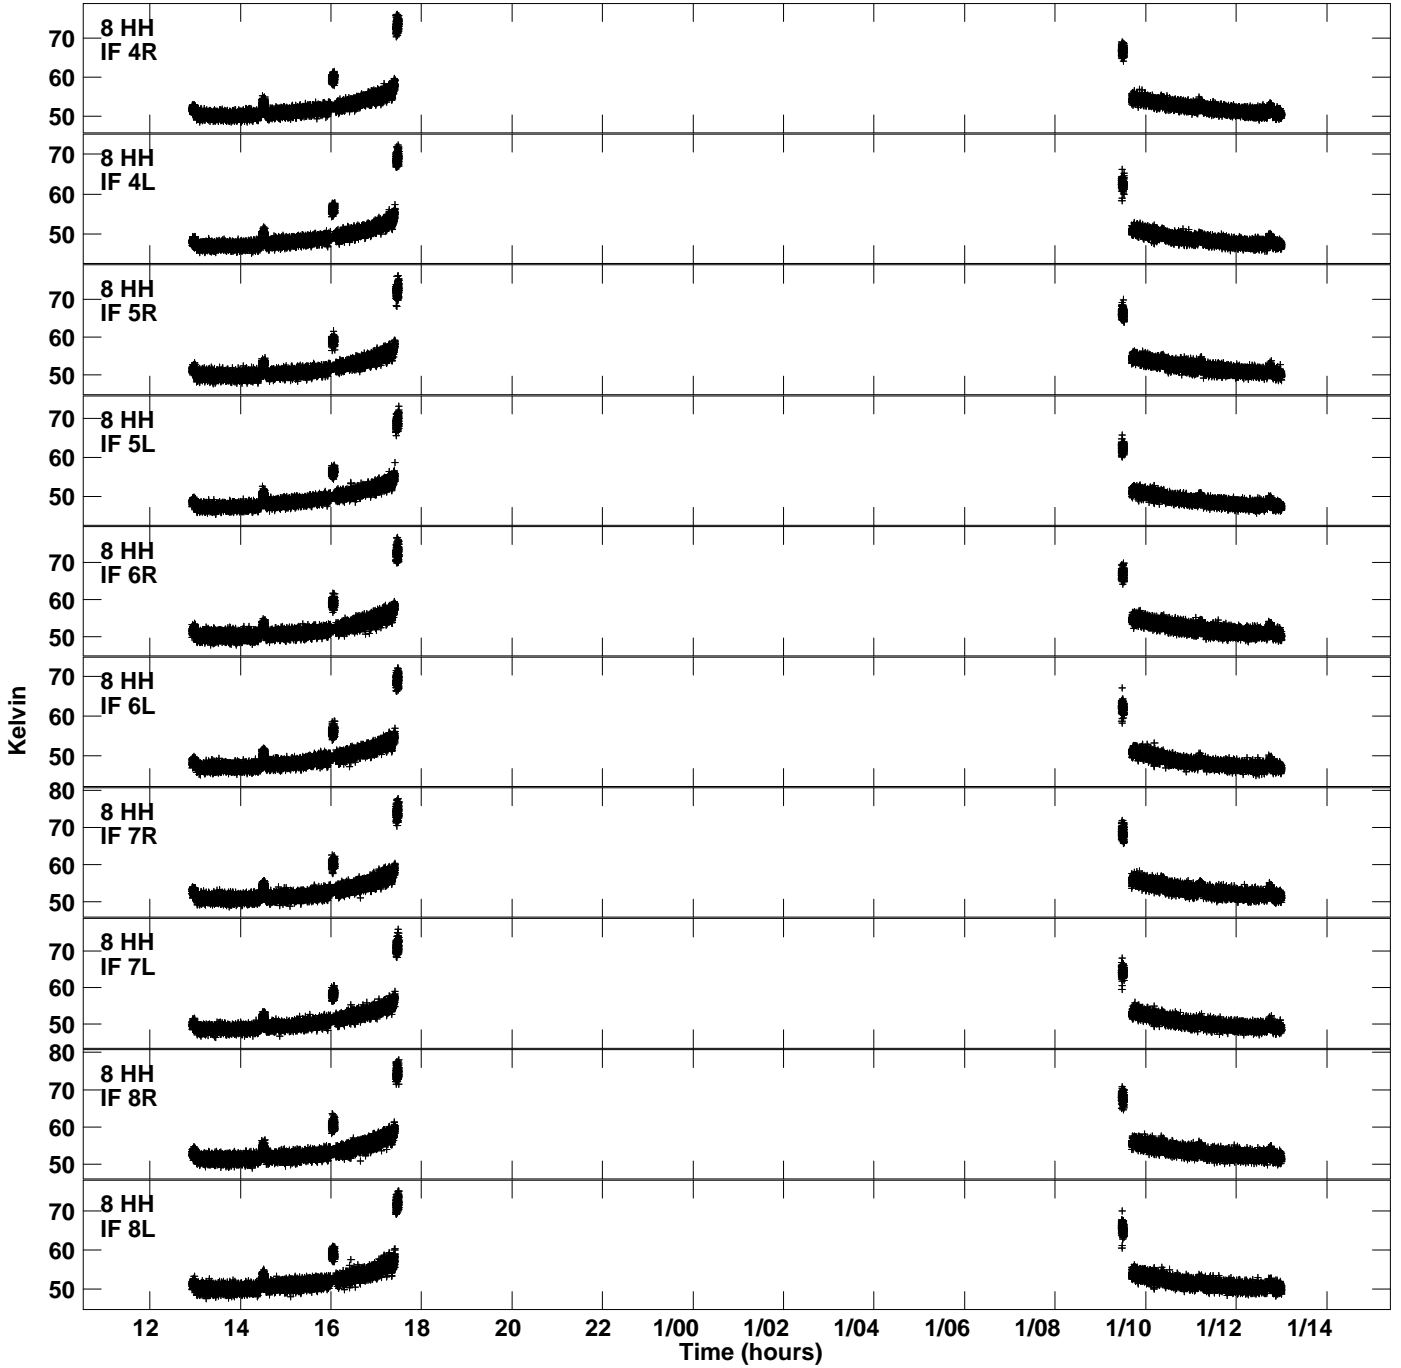 8 HH
IF 4R
70
60
50
8 HH
IF 4L
70
60
50
8 HH
IF 5R
70
60
50
8 HH
IF 5L
70
60
50
8 HH
IF 6R
70
60
50
8 HH
IF 6L
70
60
50
Kelvin
8 HH
IF 7R
80
70
60
50
8 HH
IF 7L
70
60
50
8 HH
IF 8R
80
70
60
50
8 HH
IF 8L
70
60
50
12 14 16 18 20 22 1/00 1/02 1/04 1/06 1/08 1/10 1/12 1/14
Time (hours)